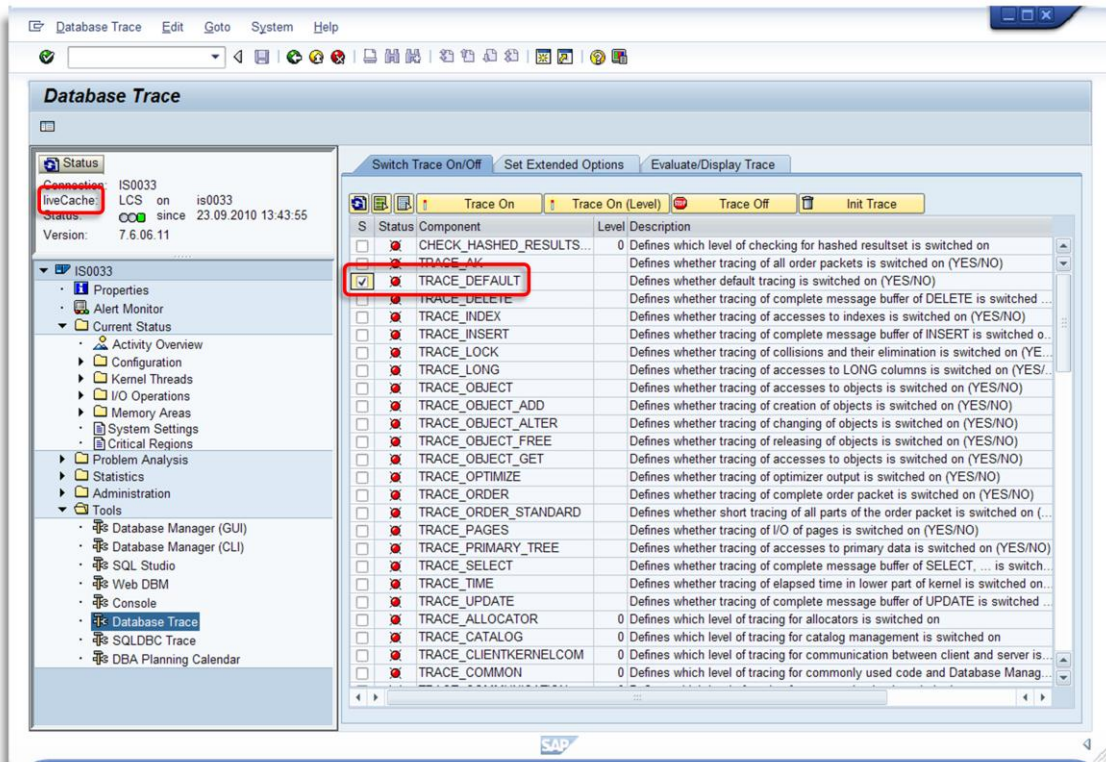 Database Trace Edit Goto System Help
Database Trace
Status
Connection: IS0033
liveCache: LCS on is0033
Status: since 23.09.2010 13:43:55
Version: 7.6.06.11
IS0033
Properties
Alert Monitor
Current Status
Activity Overview
Configuration
Kernel Threads
I/O Operations
Memory Areas
System Settings
Critical Regions
Problem Analysis
Statistics
Administration
Tools
Database Manager (GUI)
Database Manager (CLI)
SQL Studio
Web DBM
Console
Database Trace
SQLDBC Trace
DBA Planning Calendar
Switch Trace On/Off Set Extended Options Evaluate/Display Trace
Trace On Trace On (Level) Trace Off Init Trace
S Status Component Level Description
CHECK_HASHED_RESULTS... 0 Defines which level of checking for hashed resultset is switched on
TRACE_AK Defines whether tracing of all order packets is switched on (YES/NO)
TRACE_DEFAULT Defines whether default tracing is switched on (YES/NO)
TRACE_DELETE Defines whether tracing of complete message buffer of DELETE is switched ...
TRACE_INDEX Defines whether tracing of accesses to indexes is switched on (YES/NO)
TRACE_INSERT Defines whether tracing of complete message buffer of INSERT is switched o...
TRACE_LOCK Defines whether tracing of collisions and their elimination is switched on (YE...
TRACE_LONG Defines whether tracing of accesses to LONG columns is switched on (YES/..
TRACE_OBJECT Defines whether tracing of accesses to objects is switched on (YES/NO)
TRACE_OBJECT_ADD Defines whether tracing of creation of objects is switched on (YES/NO)
TRACE_OBJECT_ALTER Defines whether tracing of changing of objects is switched on (YES/NO)
TRACE_OBJECT_FREE Defines whether tracing of releasing of objects is switched on (YES/NO)
TRACE_OBJECT_GET Defines whether tracing of accesses to objects is switched on (YES/NO)
TRACE_OPTIMIZE Defines whether tracing of optimizer output is switched on (YES/NO)
TRACE_ORDER Defines whether tracing of complete order packet is switched on (YES/NO)
TRACE_ORDER_STANDARD Defines whether short tracing of all parts of the order packet is switched on (...
TRACE_PAGES Defines whether tracing of I/O of pages is switched on (YES/NO)
TRACE_PRIMARY_TREE Defines whether tracing of accesses to primary data is switched on (YES/NO)
TRACE_SELECT Defines whether tracing of complete message buffer of SELECT, ... is switch...
TRACE_TIME Defines whether tracing of elapsed time in lower part of kernel is switched on...
TRACE_UPDATE Defines whether tracing of complete message buffer of UPDATE is switched ...
TRACE_ALLOCATOR 0 Defines which level of tracing for allocators is switched on
TRACE_CATALOG 0 Defines which level of tracing for catalog management is switched on
TRACE_CLIENTKERNELCOM 0 Defines which level of tracing for communication between client and server is...
TRACE_COMMON 0 Defines which level of tracing for commonly used code and Database Manag...
SAP